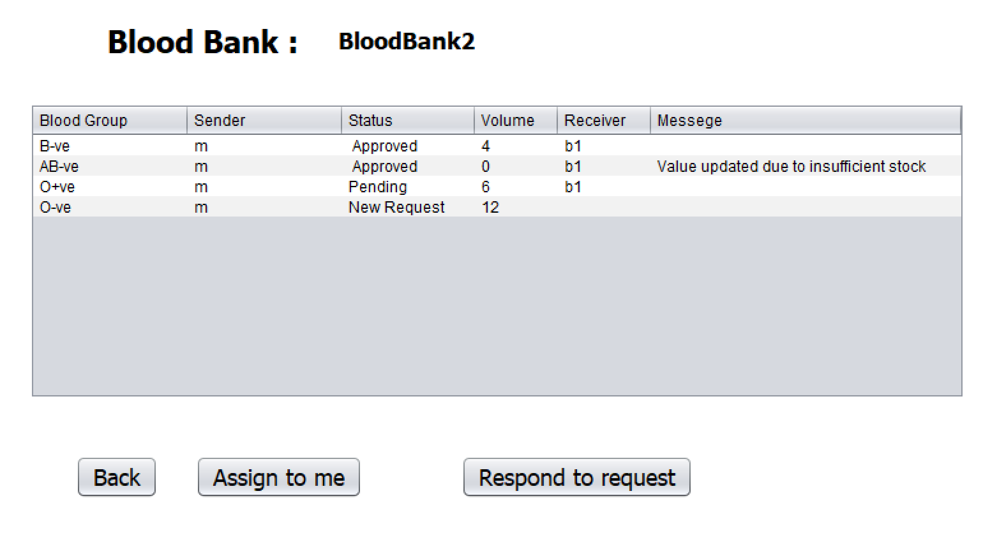 Blood Bank : BloodBank2
Blood Group Sender Status Volume Receiver Messege
B-ve m Approved 4 b1
AB-ve m Approved 0 b1 Value updated due to insufficient stock
O+ve m Pending 6 b1
O-ve m New Request 12
Back Assign to me Respond to request